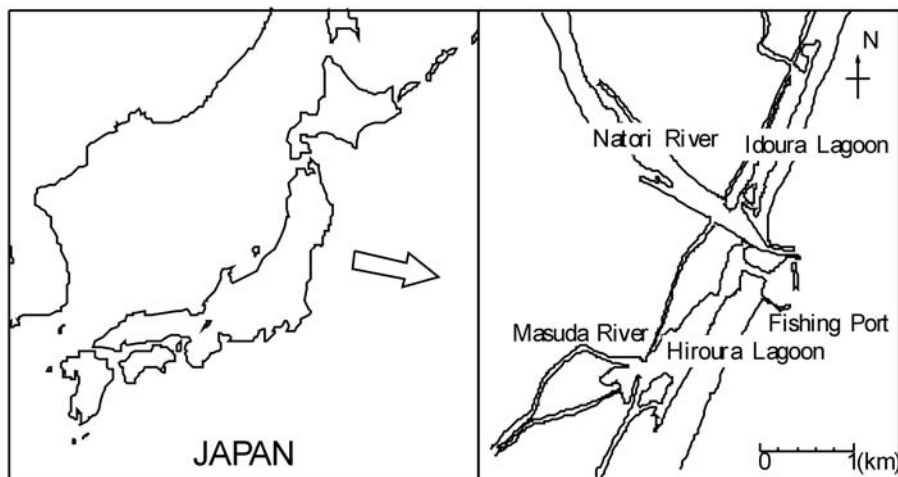 JAPAN
N
Natori River
Idoura Lagoon
Fishing Port
Masuda River
Hiroura Lagoon
0 1(km)